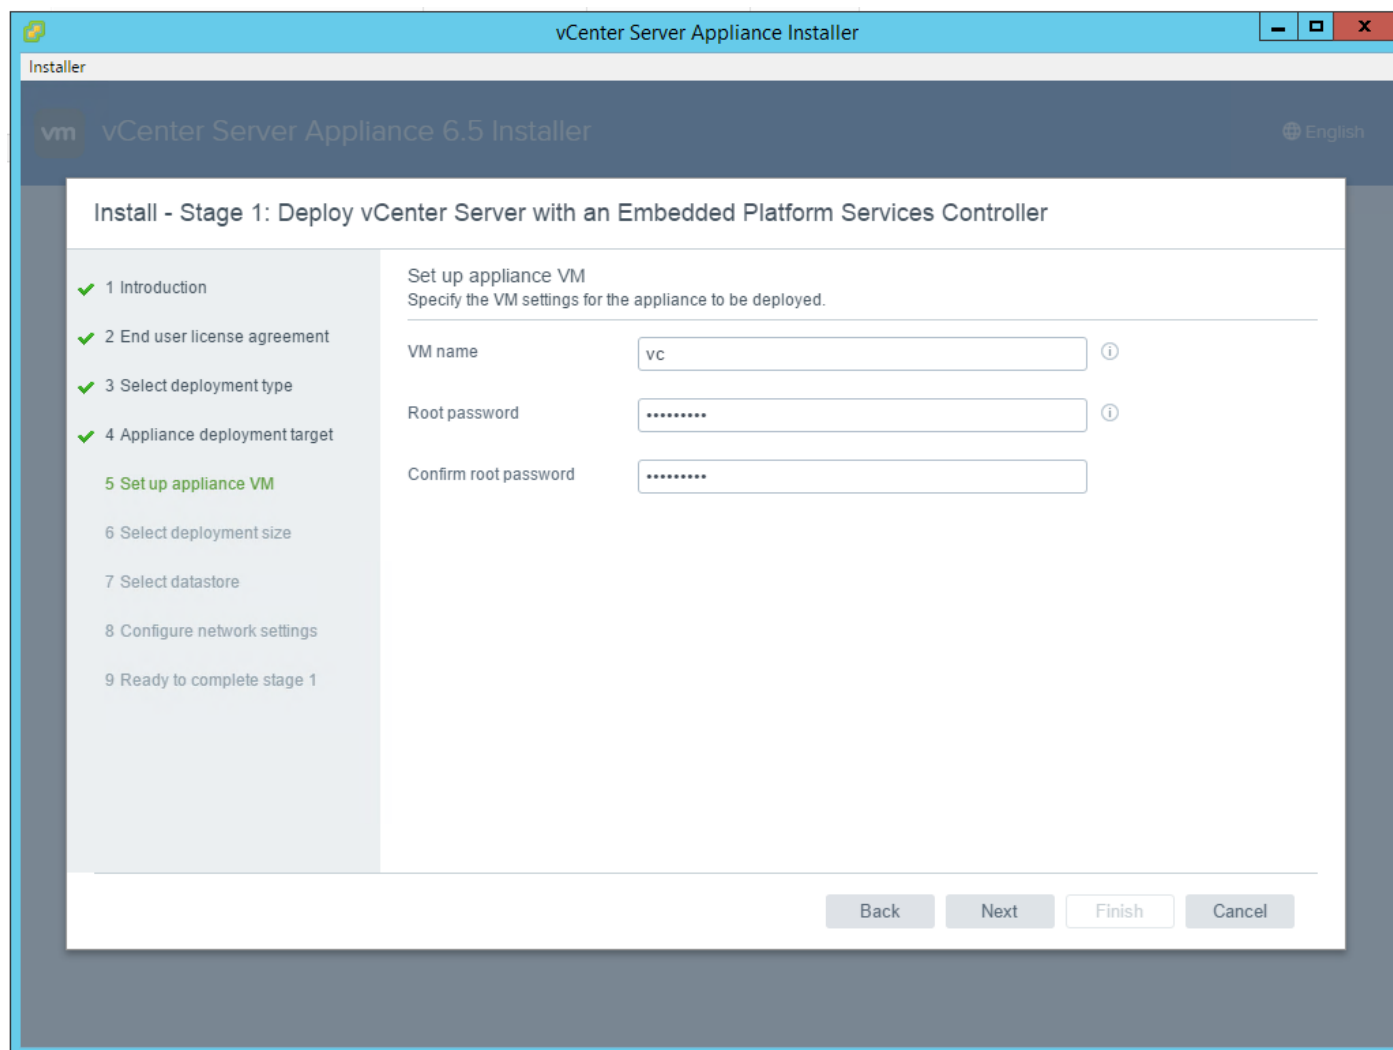 vCenter Server Appliance Installer
Installer
vm vCenter Server Appliance 6.5 Installer
English
Install - Stage 1: Deploy vCenter Server with an Embedded Platform Services Controller
1 Introduction
2 End user license agreement
3 Select deployment type
4 Appliance deployment target
5 Set up appliance VM
6 Select deployment size
7 Select datastore
8 Configure network settings
9 Ready to complete stage 1
Set up appliance VM
Specify the VM settings for the appliance to be deployed.
VM name
vc
Root password
•••••••••
Confirm root password
•••••••••
Back
Next
Finish
Cancel